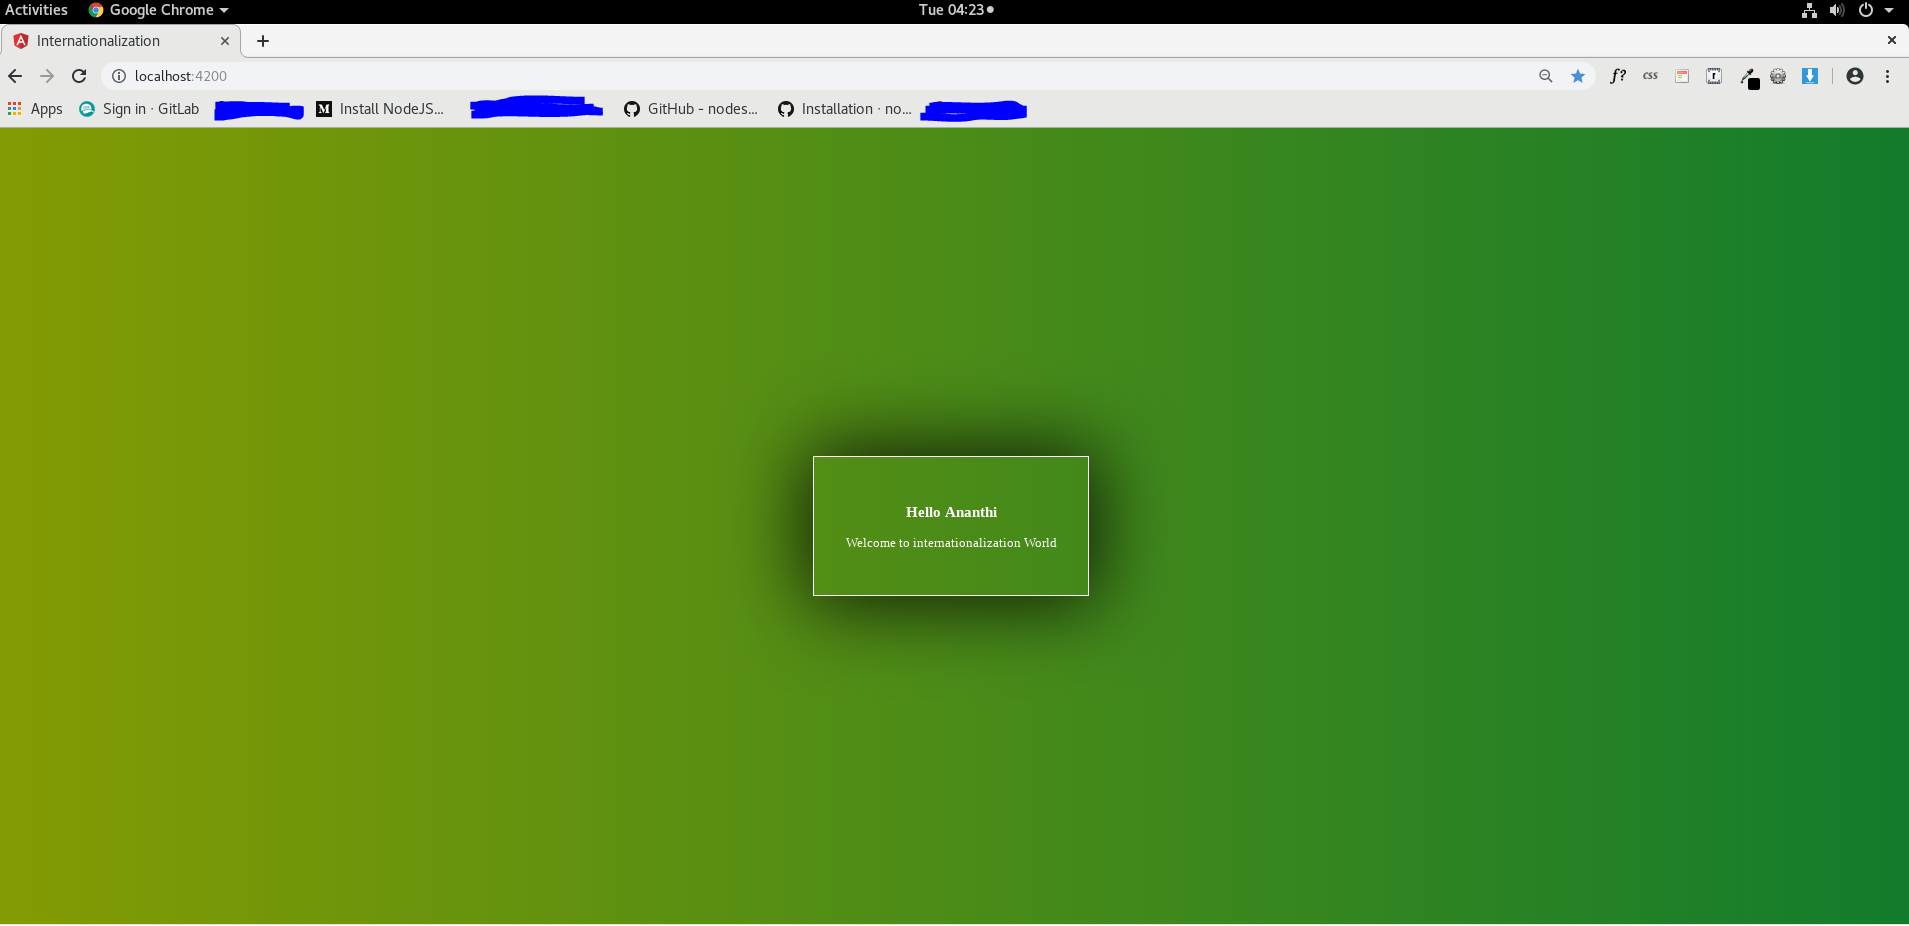 Activities Google Chrome Tue 04:23
Internationalization
localhost:4200 f? css
Apps Sign in · GitLab M Install NodeJS... GitHub - nodes... Installation · no...
Hello Ananthi
Welcome to internationalization World